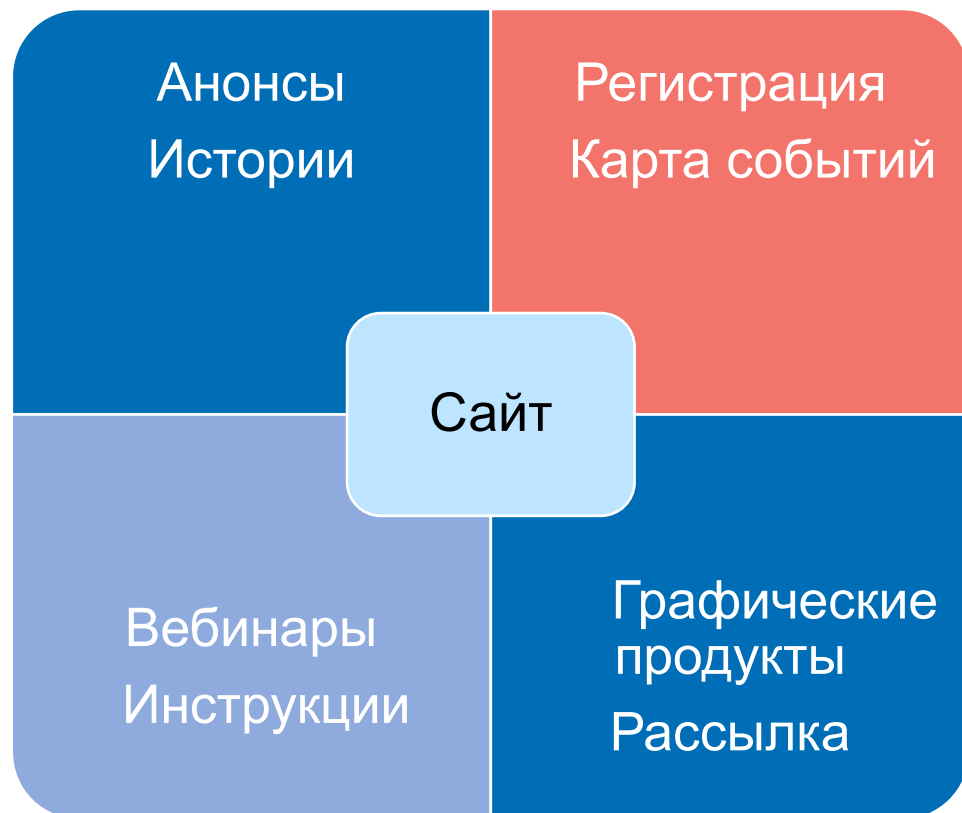 Анонсы
Истории
Регистрация
Карта событий
Сайт
Вебинары
Инструкции
Графические
продукты
Рассылка